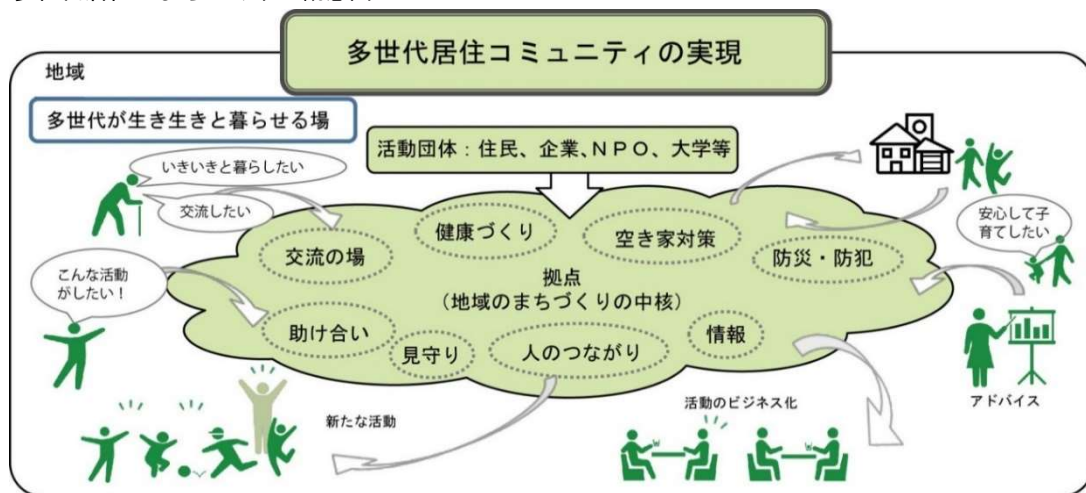 多世代居住コミュニティの実現
地域
多世代が生き生きと暮らせる場
活動団体：住民、企業、NPO、大学等
いきいきと暮らしたい
交流したい
こんな活動
がしたい！
安心して子
育てしたい
交流の場
健康づくり
空き家対策
防災・防犯
拠点
（地域のまちづくりの中核）
助け合い
見守り
人のつながり
情報
アドバイス
新たな活動
活動のビジネス化